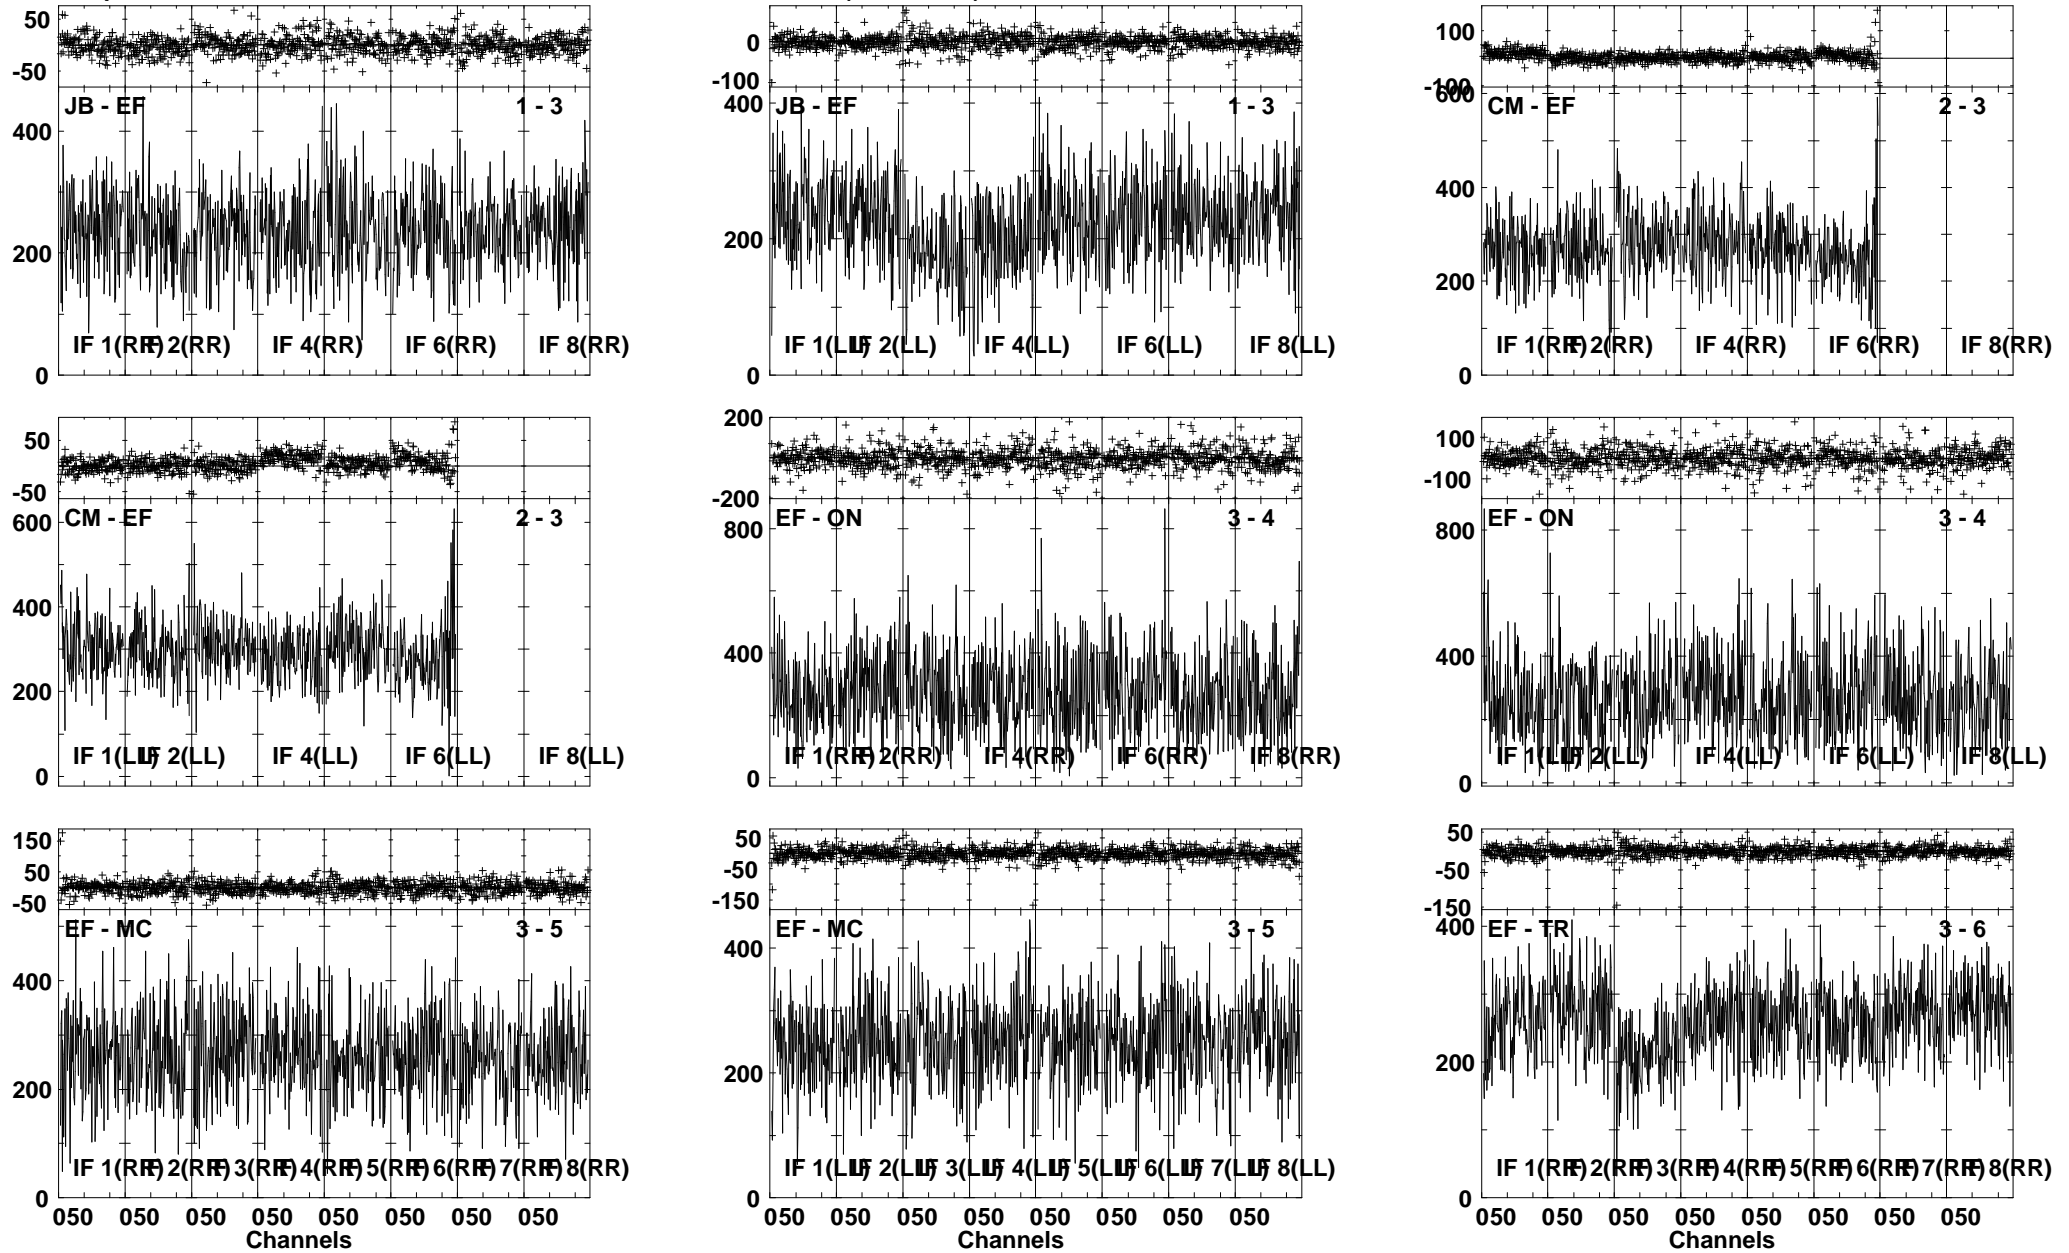 50
-50
JB - EF 1 - 3
400
200
0
IF 1(RR) IF 2(RR) IF 4(RR) IF 6(RR) IF 8(RR)
0
-100
JB - EF 1 - 3
400
200
0
IF 1(LL) IF 2(LL) IF 4(LL) IF 6(LL) IF 8(LL)
100
-100
CM - EF 2 - 3
600
400
200
0
IF 1(RR) IF 2(RR) IF 4(RR) IF 6(RR) IF 8(RR)
50
-50
CM - EF 2 - 3
600
400
200
0
IF 1(LL) IF 2(LL) IF 4(LL) IF 6(LL) IF 8(LL)
200
-200
EF - ON 3 - 4
800
400
0
IF 1(RR) IF 2(RR) IF 4(RR) IF 6(RR) IF 8(RR)
100
-100
EF - ON 3 - 4
800
400
0
IF 1(LL) IF 2(LL) IF 4(LL) IF 6(LL) IF 8(LL)
150
50
-50
EF - MC 3 - 5
400
200
0
IF 1(RR) IF 2(RR) IF 3(RR) IF 4(RR) IF 5(RR) IF 6(RR) IF 7(RR) IF 8(RR)
050 050 050 050 050 050 050 050
Channels
50
-50
-150
EF - MC 3 - 5
400
200
0
IF 1(LL) IF 2(LL) IF 3(LL) IF 4(LL) IF 5(LL) IF 6(LL) IF 7(LL) IF 8(LL)
050 050 050 050 050 050 050 050
Channels
50
-50
-150
EF - TR 3 - 6
400
200
0
IF 1(RR) IF 2(RR) IF 3(RR) IF 4(RR) IF 5(RR) IF 6(RR) IF 7(RR) IF 8(RR)
050 050 050 050 050 050 050 050
Channels